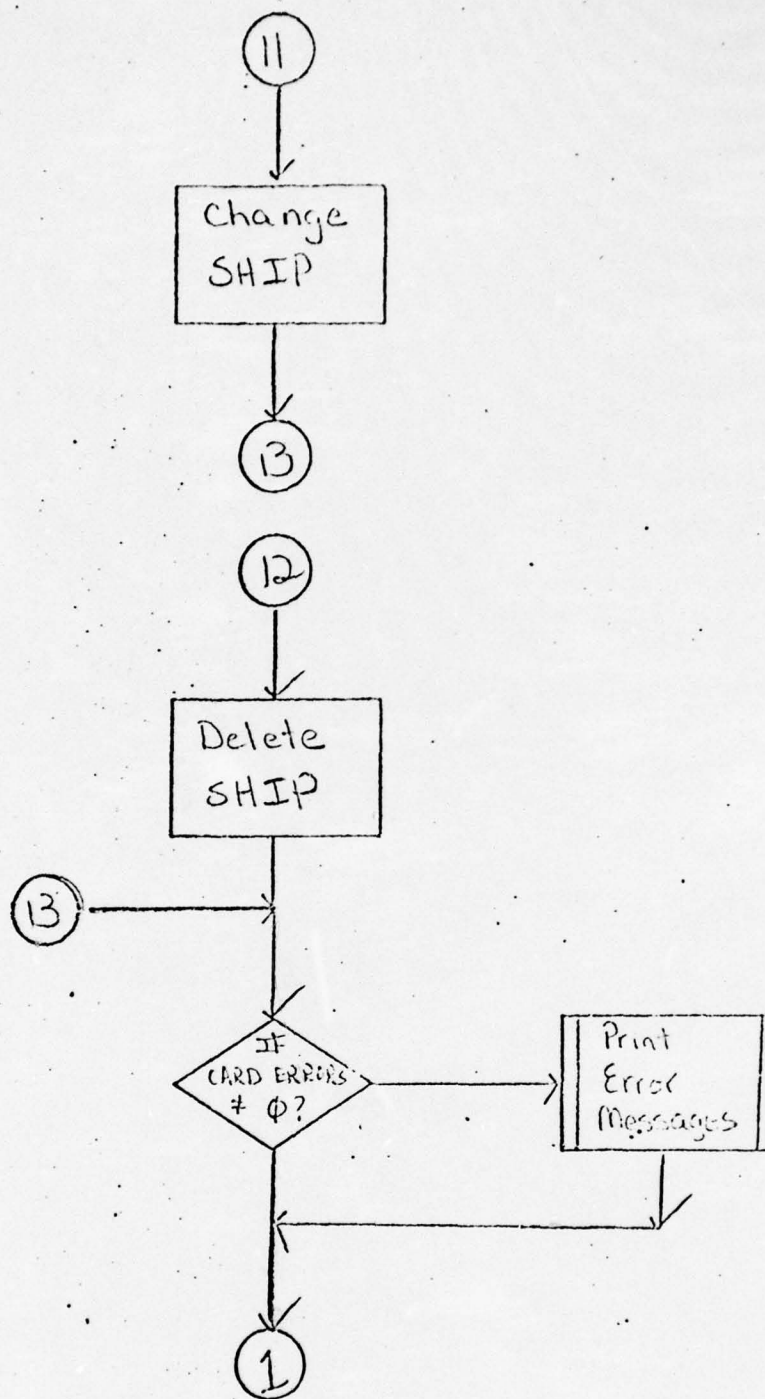 11
Change
SHIP
13
12
Delete
SHIP
13
If
CARD ERRORS
≠ φ?
Print
Error
Messages
1